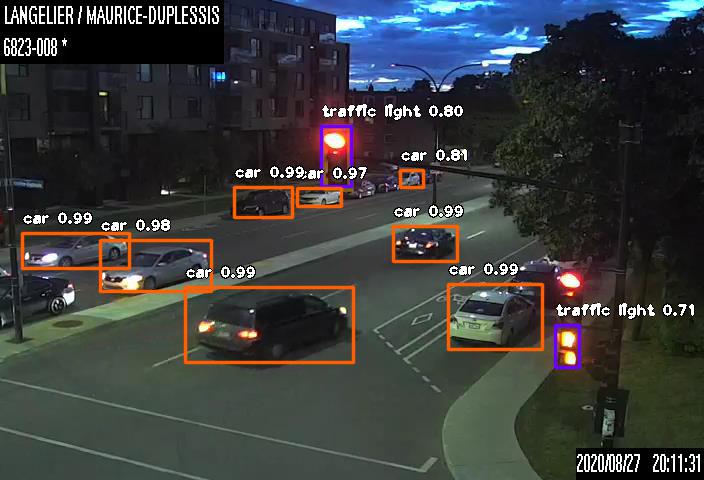 LANGELIER / MAURICE-DUPLESSIS
6823-008 *
traffic light 0.80
car 0.81
car 0.99
car 0.97
car 0.99
car 0.98
car 0.99
car 0.99
car 0.99
traffic light 0.71
2020/08/27 20:11:31